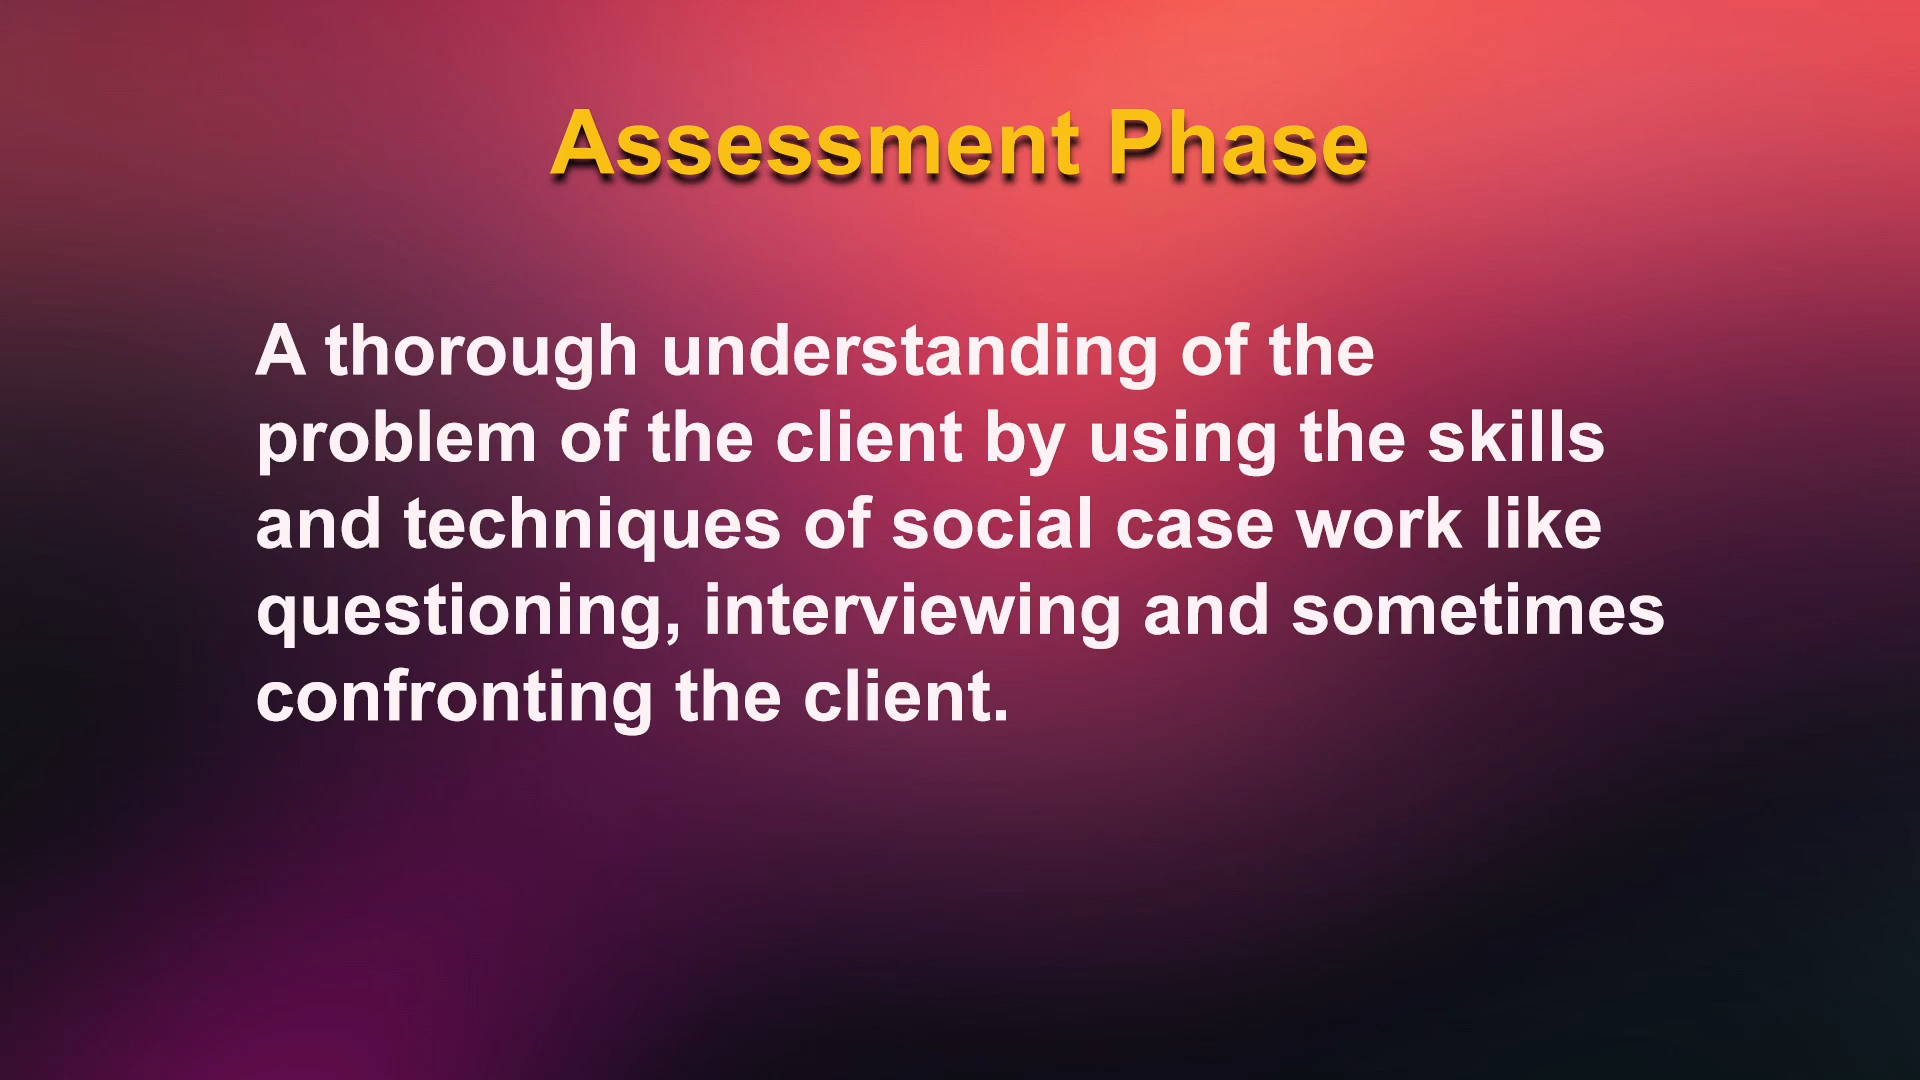 Assessment Phase
A thorough understanding of the
problem of the client by using the skills
and techniques of social case work like
questioning, interviewing and sometimes
confronting the client.